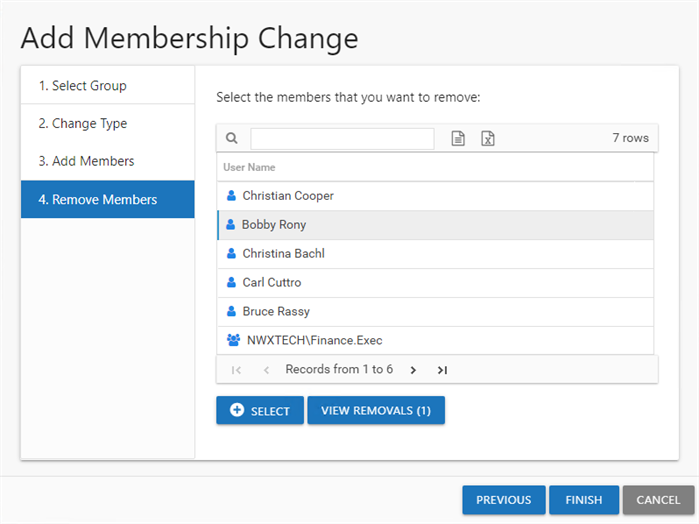 Add Membership Change
1. Select Group
2. Change Type
3. Add Members
4. Remove Members
Select the members that you want to remove:
7 rows
User Name
Christian Cooper
Bobby Rony
Christina Bachl
Carl Cuttro
Bruce Rassy
NWXTECH\Finance.Exec
Records from 1 to 6
SELECT
VIEW REMOVALS (1)
PREVIOUS
FINISH
CANCEL